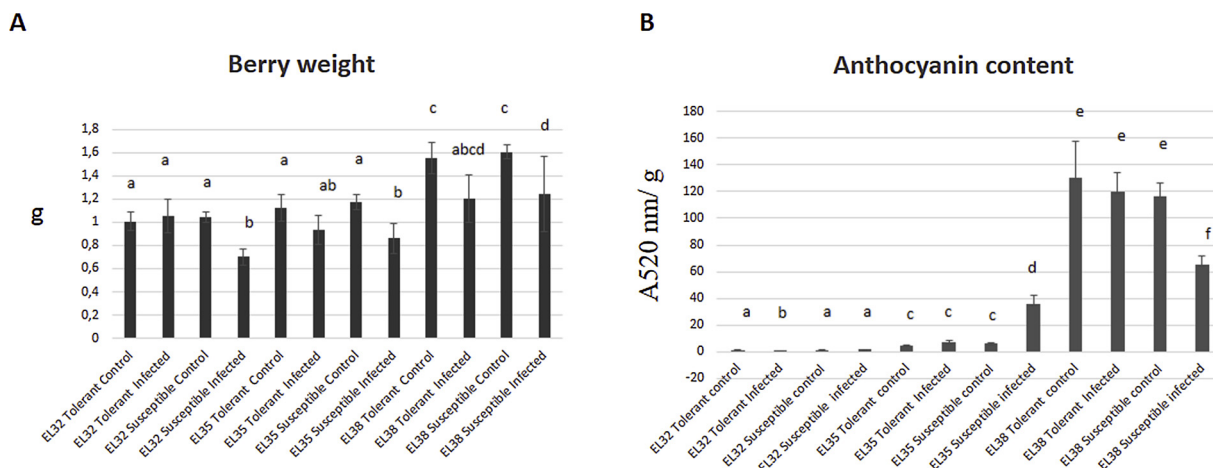 A
Berry weight
g
1,8
1,6
1,4
1,2
1
0,8
0,6
0,4
0,2
0
a
a
a
b
a
ab
a
b
c
abcd
c
d
EL32 Tolerant Control
EL32 Tolerant Infected
EL32 Susceptible Control
EL32 Susceptible Infected
EL35 Tolerant Control
EL35 Tolerant Infected
EL35 Susceptible Control
EL35 Susceptible Infected
EL38 Tolerant Control
EL38 Tolerant Infected
EL38 Susceptible Control
EL38 Susceptible Infected
B
Anthocyanin content
A520 nm/ g
180
160
140
120
100
80
60
40
20
0
-20
a
b
a
a
c
c
c
d
e
e
e
f
EL32 Tolerant control
EL32 Tolerant Infected
EL32 Susceptible control
EL32 Susceptible Infected
EL35 Tolerant control
EL35 Tolerant Infected
EL35 Susceptible control
EL35 Susceptible Infected
EL38 Tolerant control
EL38 Tolerant Infected
EL38 Susceptible control
EL38 Susceptible Infected